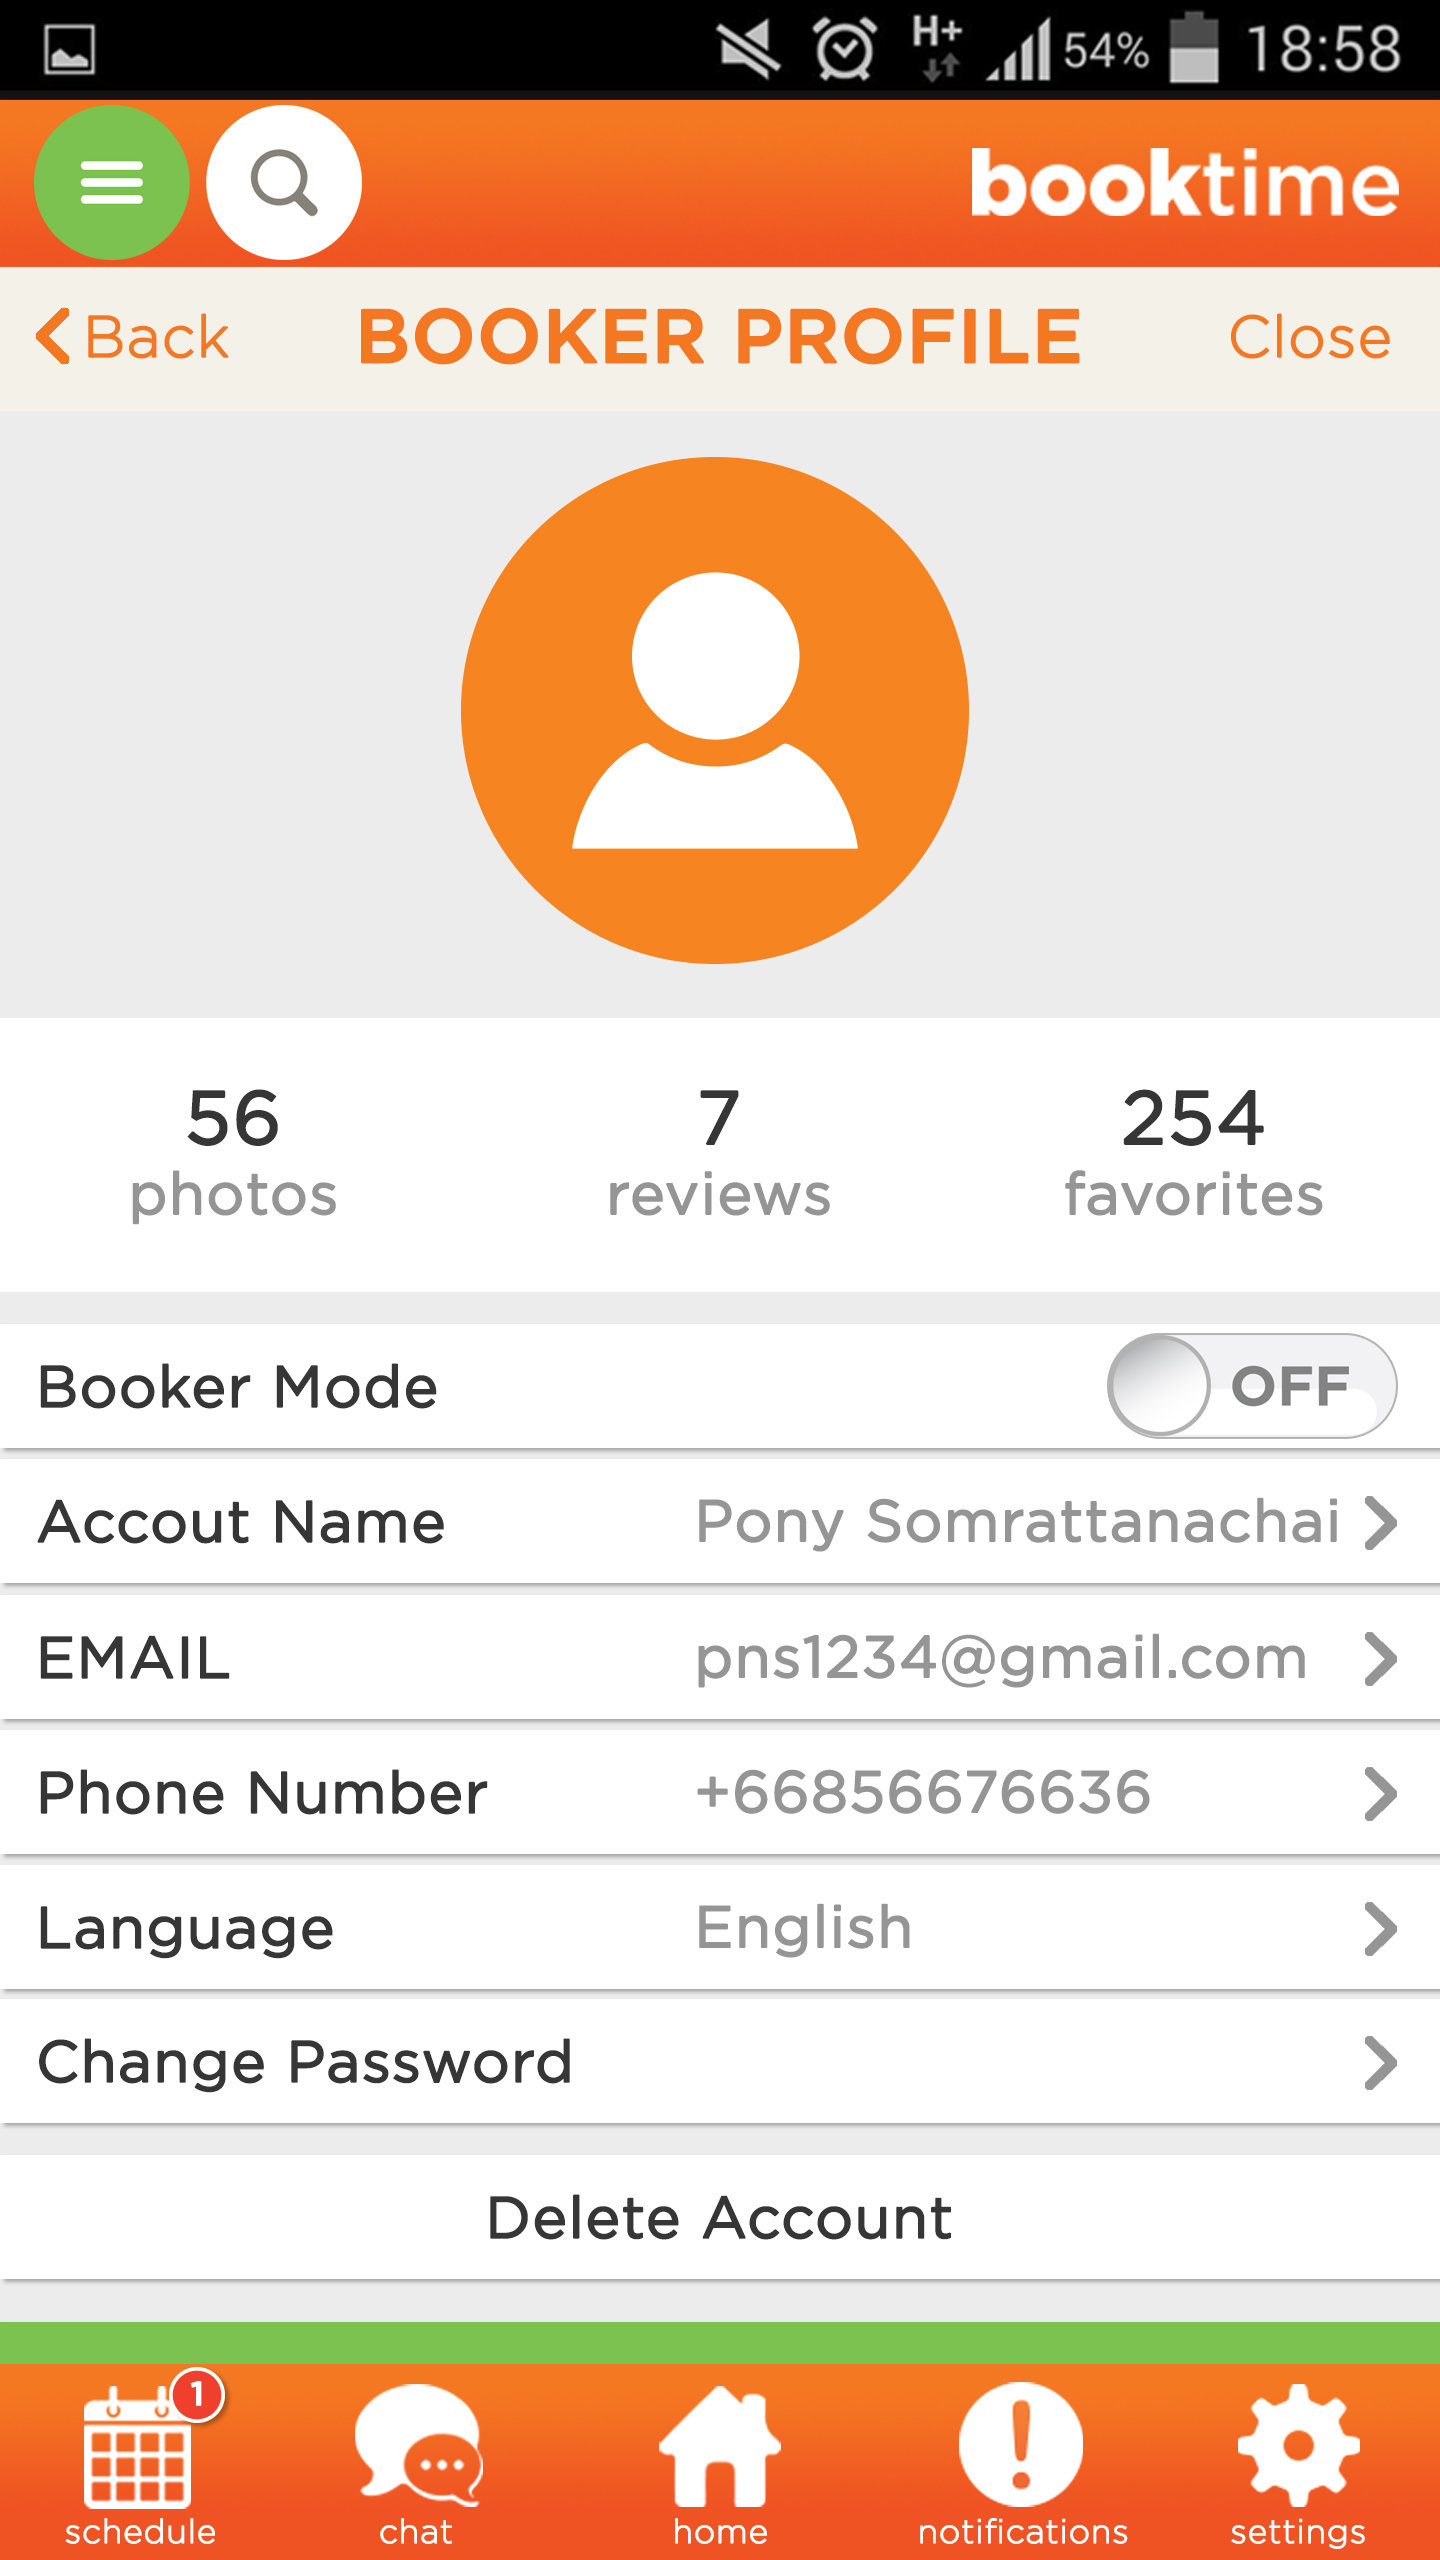 H+ 54% 18:58
booktime
Back BOOKER PROFILE Close
56 7 254
photos reviews favorites
Booker Mode OFF
Accout Name Pony Somrattanachai
EMAIL pns1234@gmail.com
Phone Number +66856676636
Language English
Change Password
Delete Account
1
schedule chat home notifications settings